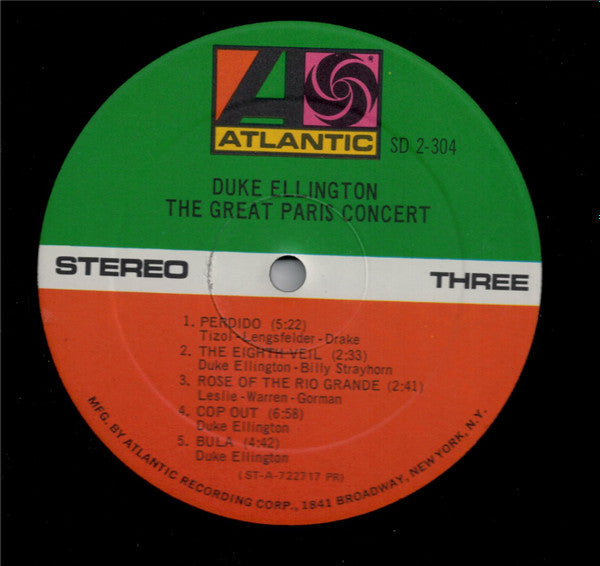 ATLANTIC
SD 2-304
DUKE ELLINGTON
THE GREAT PARIS CONCERT
STEREO
THREE
1. PERDIDO (5:22)
Tizol-Lengsfelder-Drake
2. THE EIGHTH VEIL (2:33)
Duke Ellington-Billy Strayhorn
3. ROSE OF THE RIO GRANDE (2:41)
Leslie-Warren-Gorman
4. COP OUT (6:58)
Duke Ellington
5. BULA (4:42)
Duke Ellington
(ST-A-722717 PR)
MFG. BY ATLANTIC RECORDING CORP., 1841 BROADWAY, NEW YORK, N.Y.